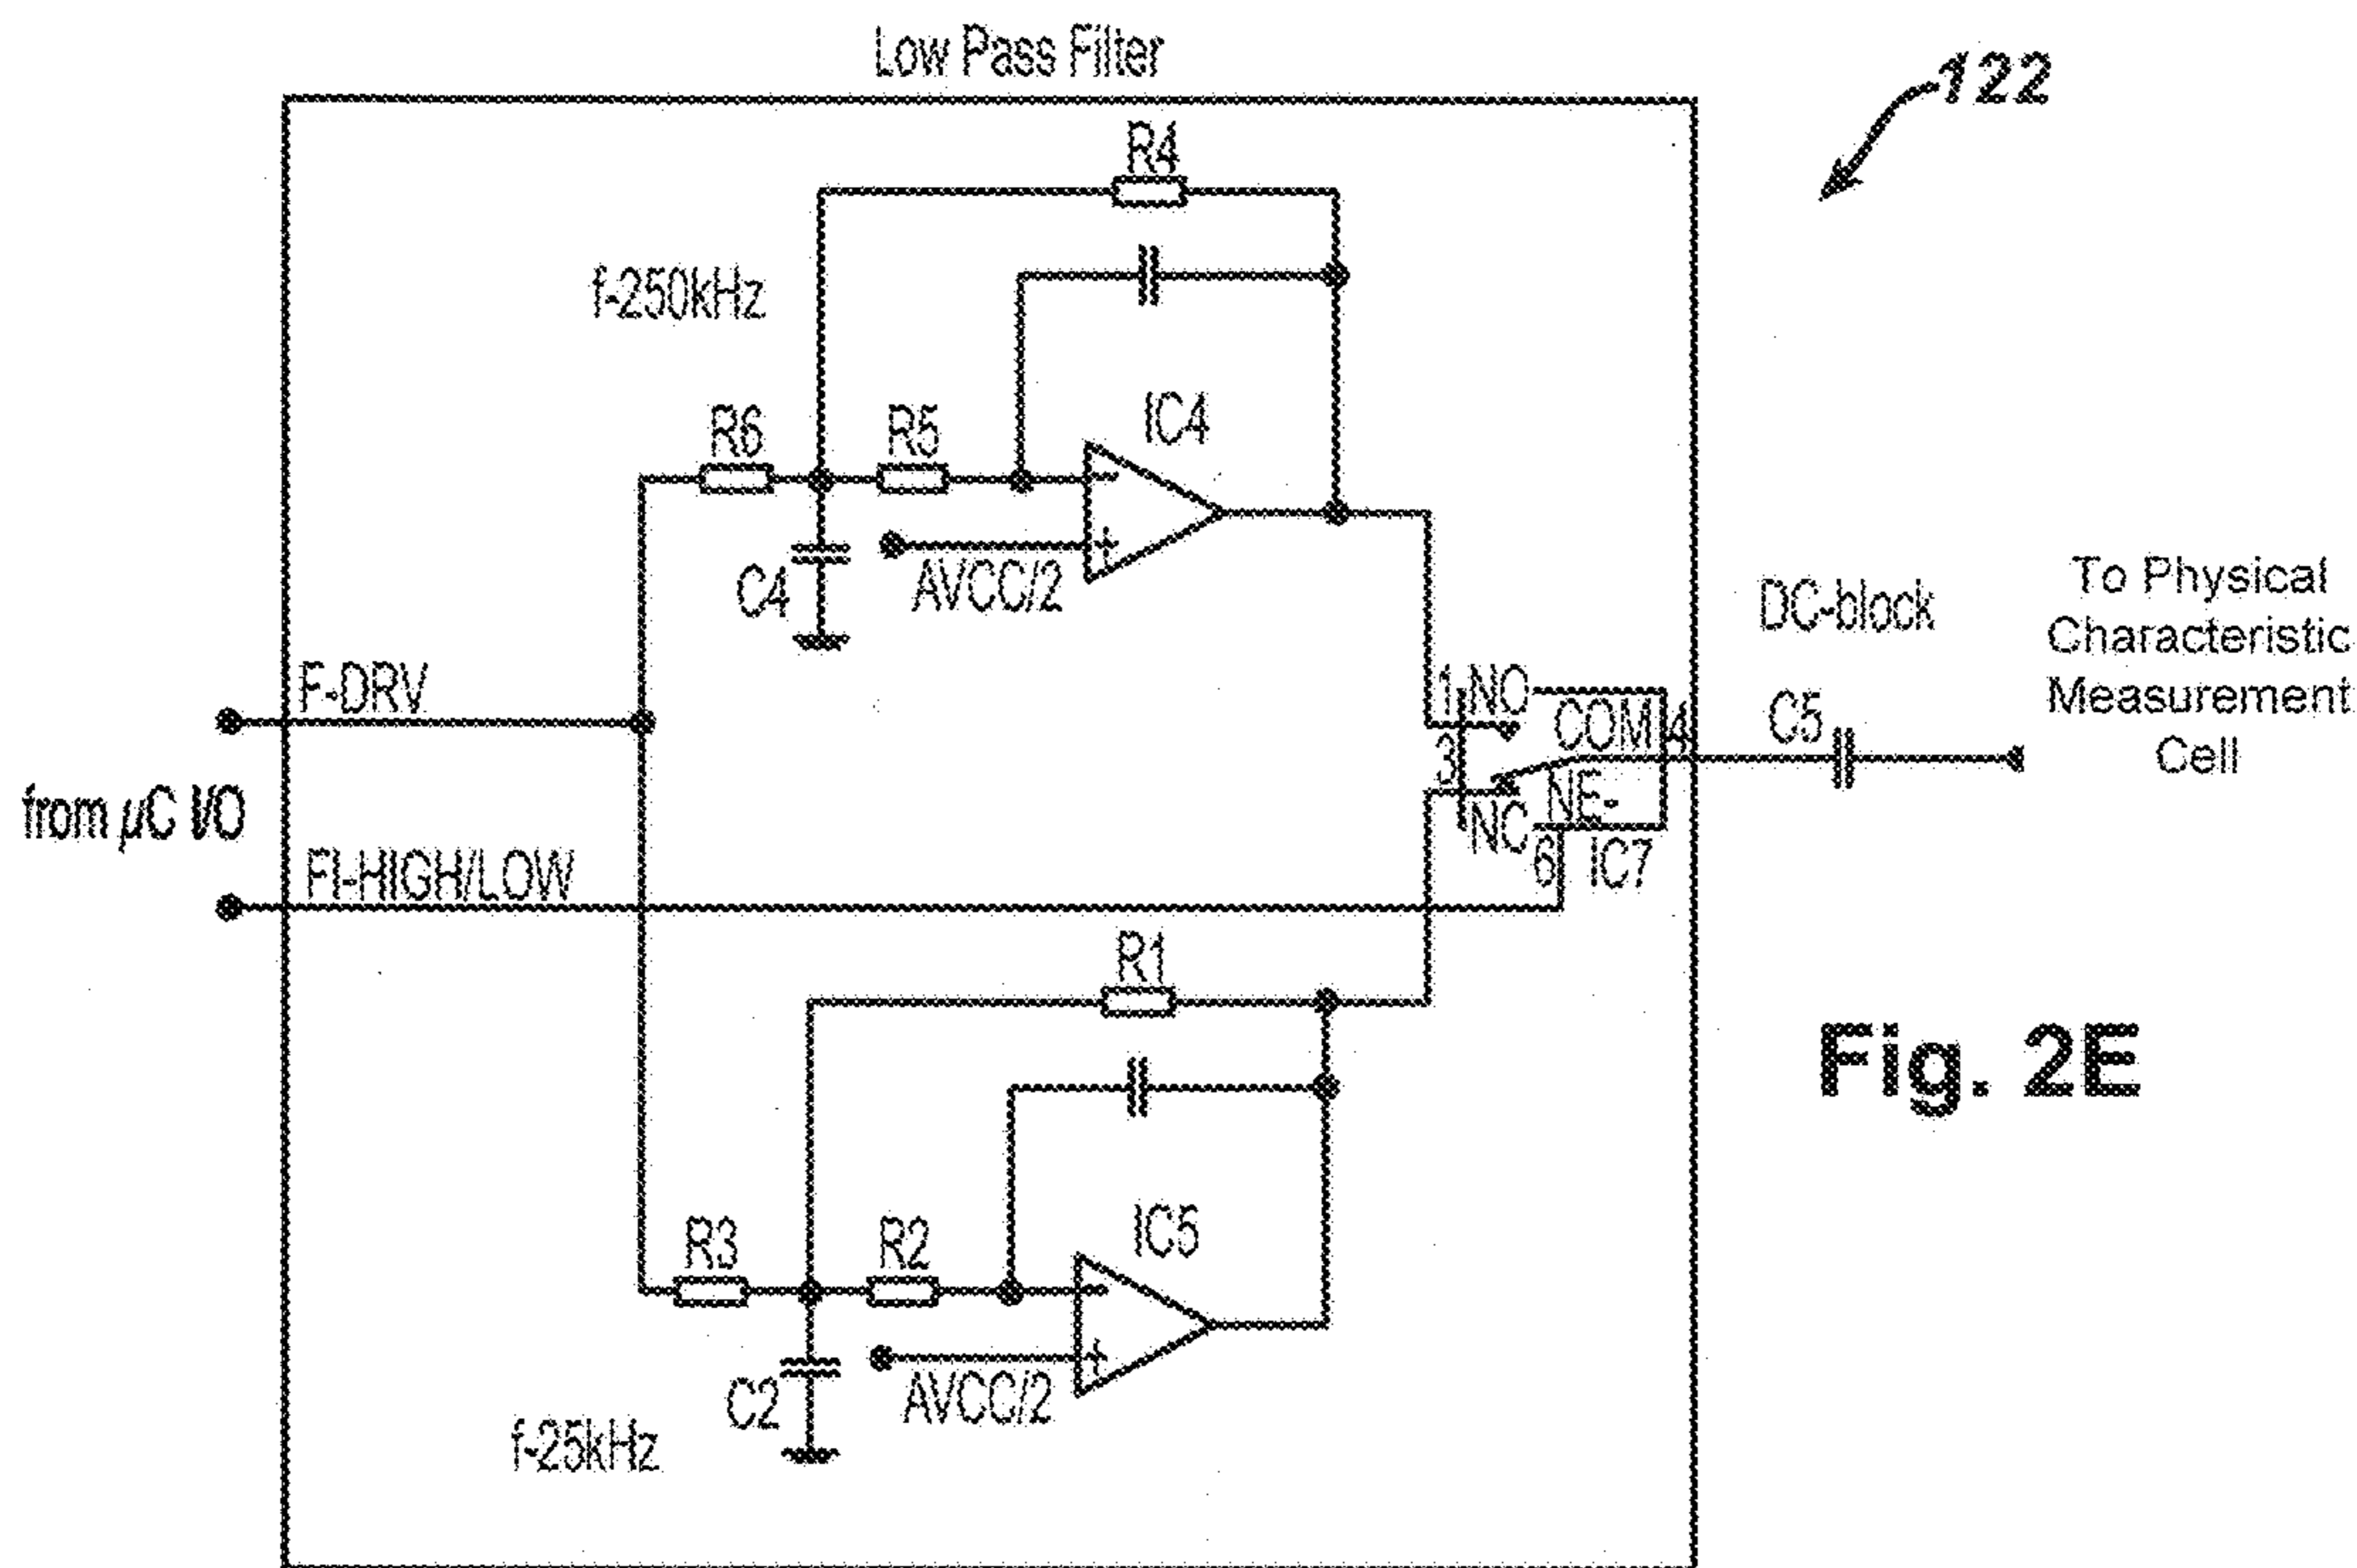 Low Pass Filter
122
R4
f-250kHz
R6
R5
IC4
C4
AVCC/2
F-DRV
from µC I/O
FI-HIGH/LOW
1
NO
COM
4
3
NE-
NC
6
IC7
DC-block
C5
To Physical
Characteristic
Measurement
Cell
R1
Fig. 2E
R3
R2
IC5
C2
AVCC/2
f-25kHz